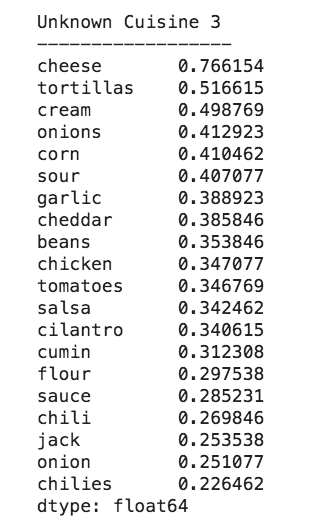 Unknown Cuisine 3
------------------
cheese 0.766154
tortillas 0.516615
cream 0.498769
onions 0.412923
corn 0.410462
sour 0.407077
garlic 0.388923
cheddar 0.385846
beans 0.353846
chicken 0.347077
tomatoes 0.346769
salsa 0.342462
cilantro 0.340615
cumin 0.312308
flour 0.297538
sauce 0.285231
chili 0.269846
jack 0.253538
onion 0.251077
chilies 0.226462
dtype: float64